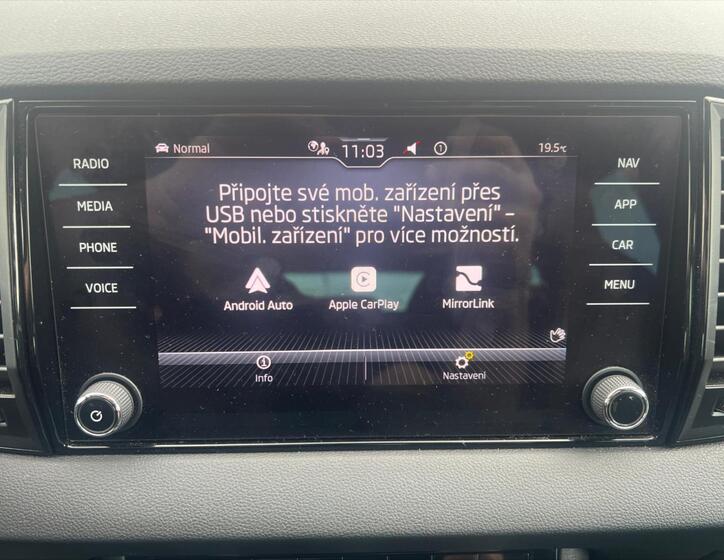 RADIO
MEDIA
PHONE
VOICE
Normal
11:03
1
19.5°C
Připojte své mob. zařízení přes
USB nebo stiskněte "Nastavení" –
"Mobil. zařízení" pro více možností.
Android Auto
Apple CarPlay
MirrorLink
Info
Nastavení
NAV
APP
CAR
MENU